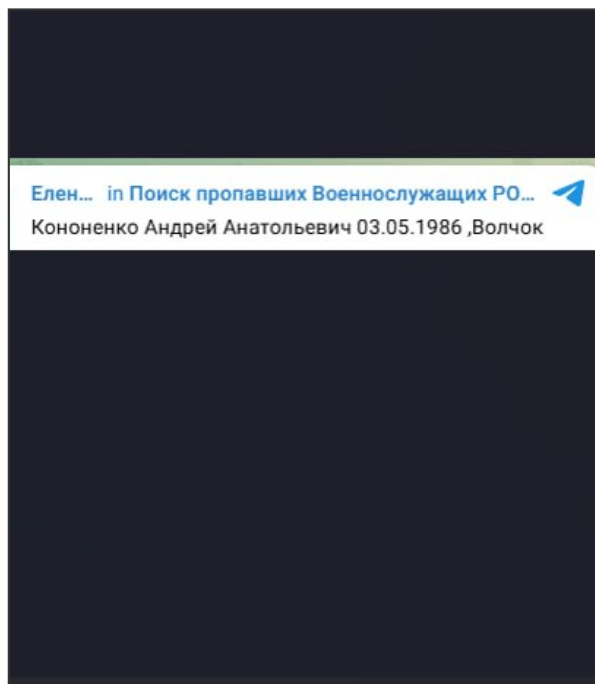 Елен... in Поиск пропавших Военнослужащих РО...
Кононенко Андрей Анатольевич 03.05.1986 ,Волчок